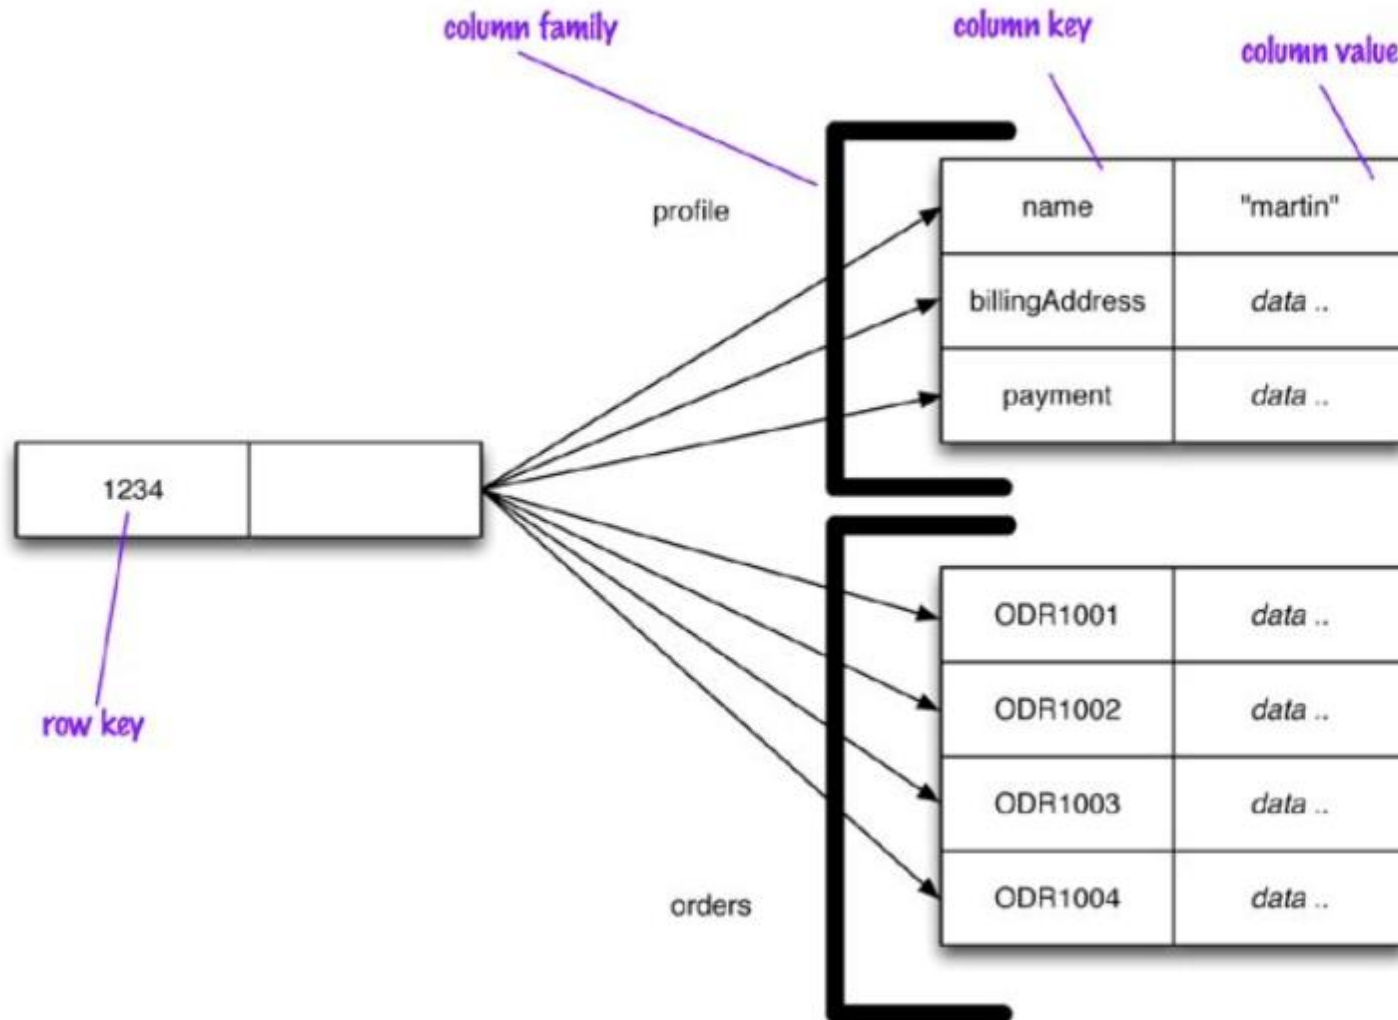 column family
column key
column value
profile
name "martin"
billingAddress data ..
payment data ..
1234
row key
ODR1001 data ..
ODR1002 data ..
ODR1003 data ..
ODR1004 data ..
orders